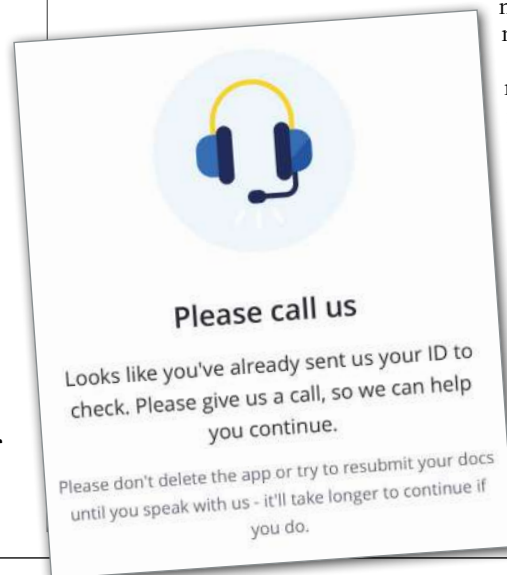 Please call us
Looks like you've already sent us your ID to
check. Please give us a call, so we can help
you continue.
Please don't delete the app or try to resubmit your docs
until you speak with us - it'll take longer to continue if
you do.